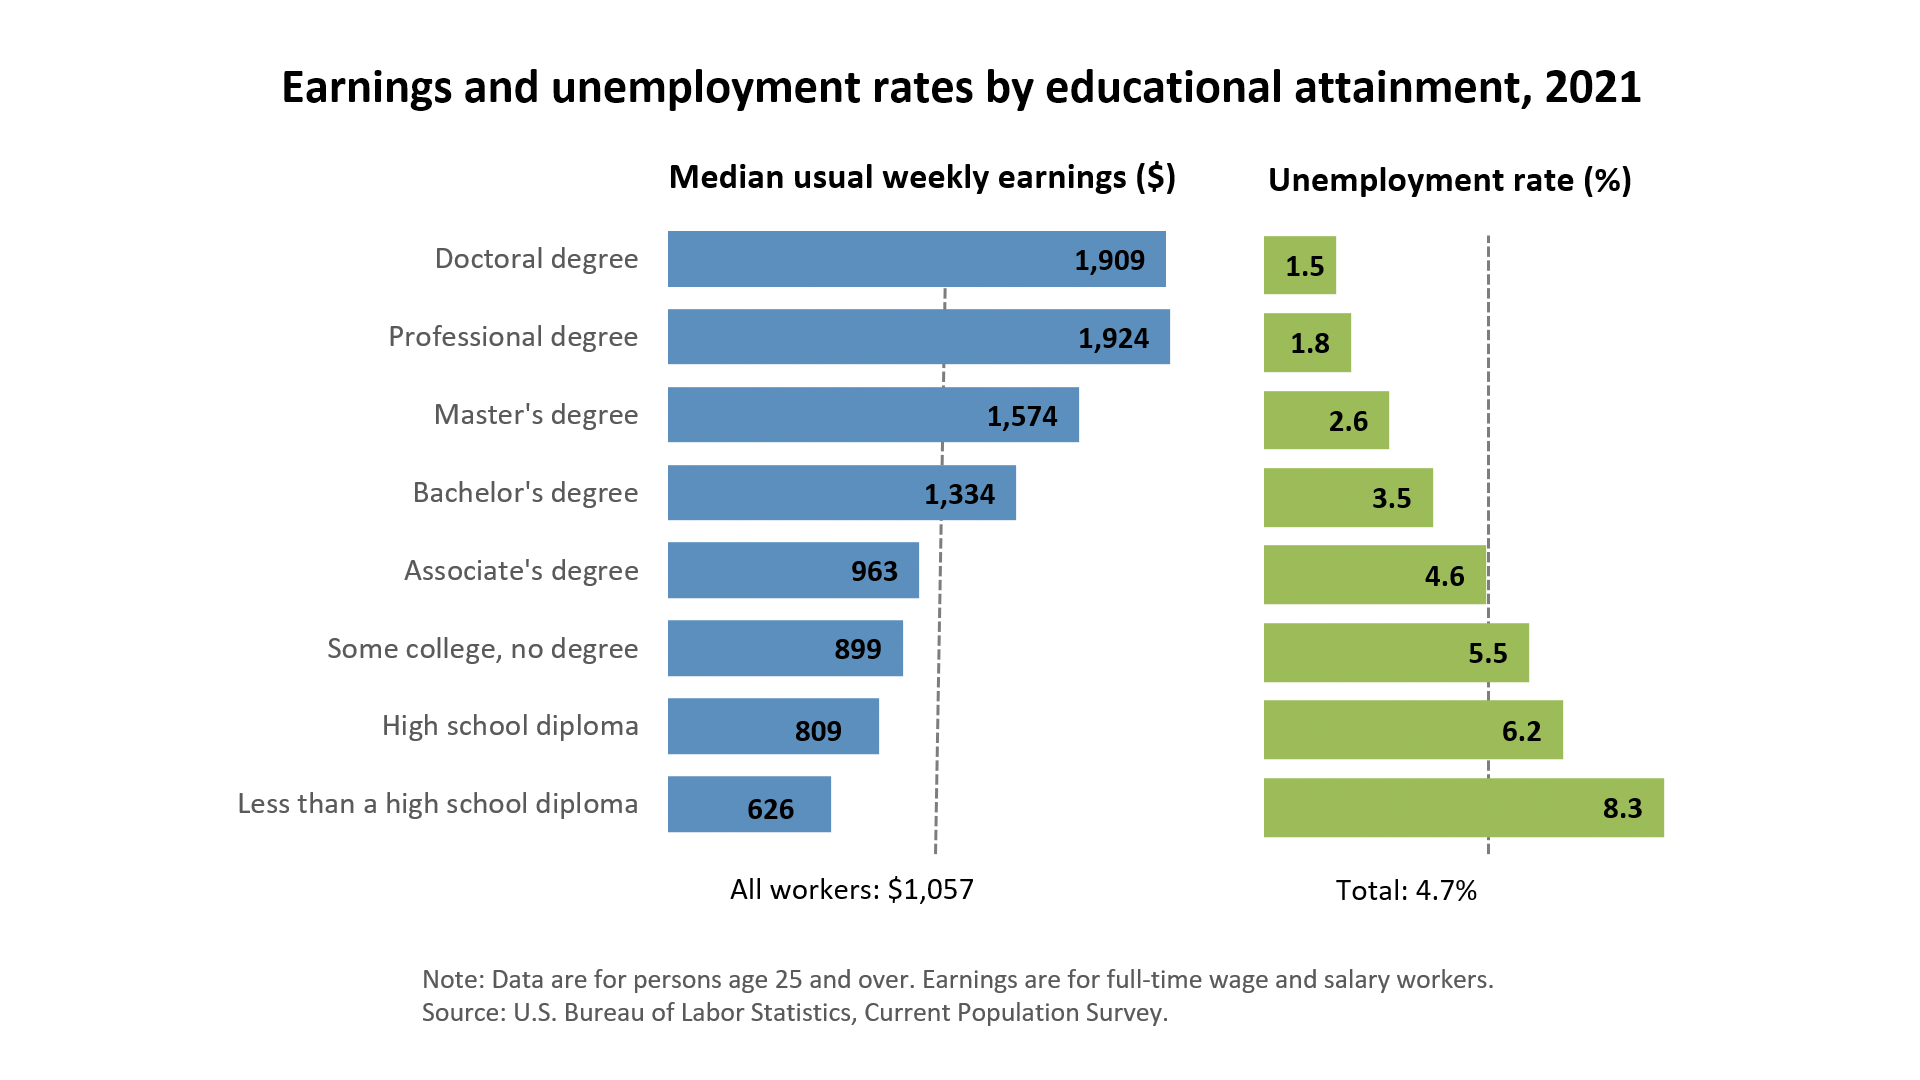 Earnings and unemployment rates by educational attainment, 2021
Median usual weekly earnings ($)
Unemployment rate (%)
Doctoral degree 1,909 1.5
Professional degree 1,924 1.8
Master's degree 1,574 2.6
Bachelor's degree 1,334 3.5
Associate's degree 963 4.6
Some college, no degree 899 5.5
High school diploma 809 6.2
Less than a high school diploma 626 8.3
All workers: $1,057
Total: 4.7%
Note: Data are for persons age 25 and over. Earnings are for full-time wage and salary workers.
Source: U.S. Bureau of Labor Statistics, Current Population Survey.